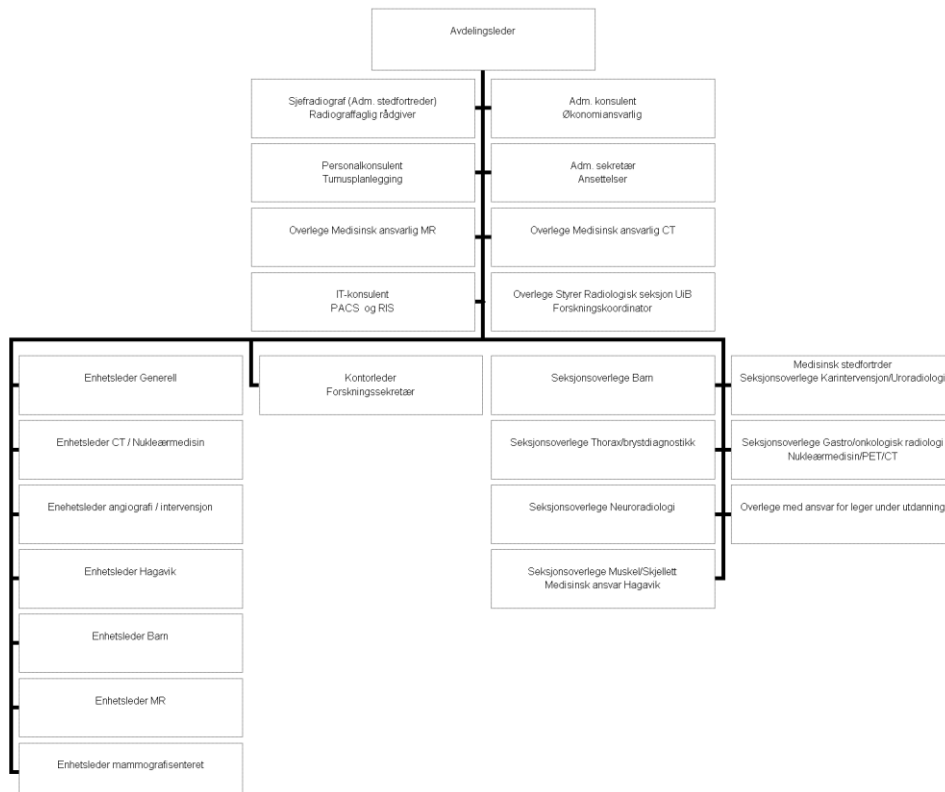 Avdelingsleder
Sjefradiograf (Adm. stedfortreder)
Radiograffaglig rådgiver
Adm. konsulent
Økonomiansvarlig
Personalkonsulent
Turnusplanlegging
Adm. sekretær
Ansettelser
Overlege Medisinsk ansvarlig MR
Overlege Medisinsk ansvarlig CT
IT-konsulent
PACS og RIS
Overlege Styrer Radiologisk seksjon UiB
Forskningskoordinator
Enhetsleder Generell
Kontorleder
Forskningssekretær
Seksjonsoverlege Barn
Medisinsk stedfortrder
Seksjonsoverlege Karintervensjon/Uroradiologi
Enhetsleder CT / Nukleærmedisin
Seksjonsoverlege Thorax/brystdiagnostikk
Seksjonsoverlege Gastro/onkologisk radiologi
Nukleærmedisin/PET/CT
Enehetsleder angiografi / intervensjon
Seksjonsoverlege Neuroradiologi
Overlege med ansvar for leger under utdanning
Enhetsleder Hagavik
Seksjonsoverlege Muskel/Skjellett
Medisinsk ansvar Hagavik
Enhetsleder Barn
Enhetsleder MR
Enhetsleder mammografisenteret